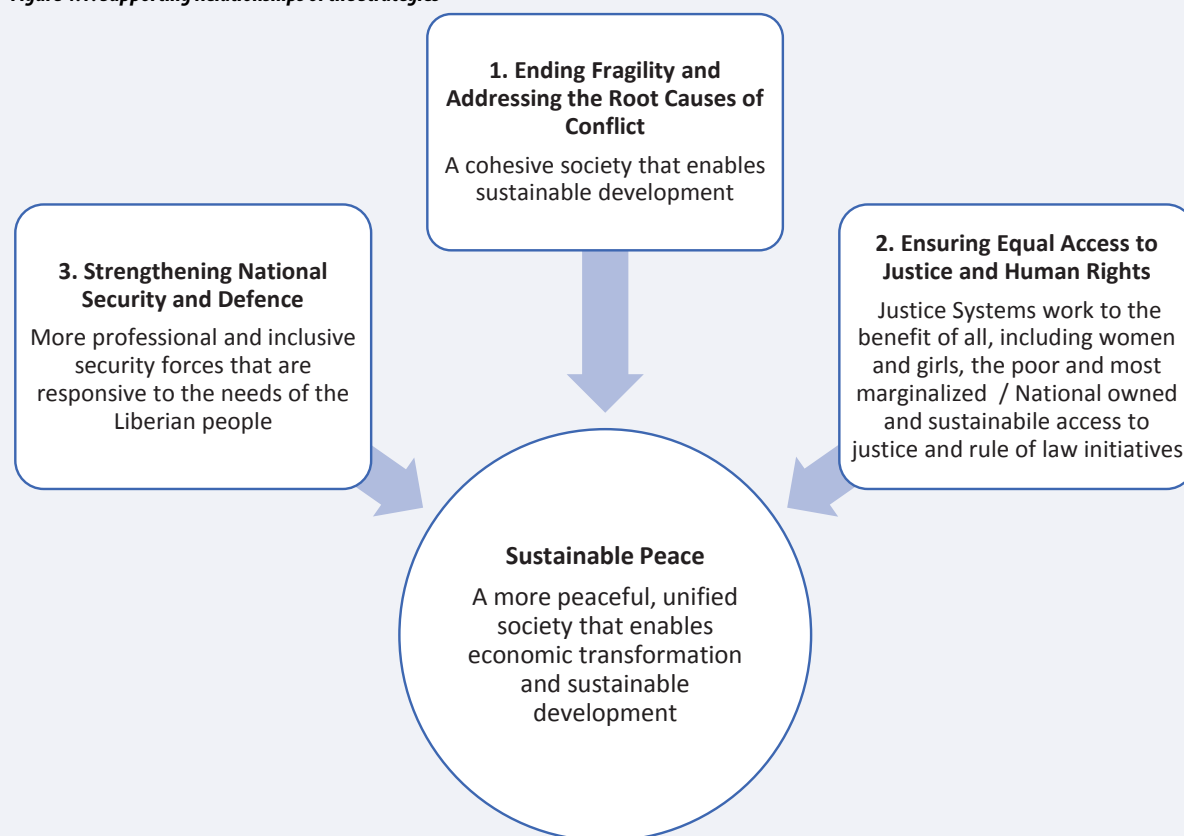 1. Ending Fragility and
Addressing the Root Causes of
Conflict
A cohesive society that enables
sustainable development
3. Strengthening National
Security and Defence
More professional and inclusive
security forces that are
responsive to the needs of the
Liberian people
2. Ensuring Equal Access to
Justice and Human Rights
Justice Systems work to the
benefit of all, including women
and girls, the poor and most
marginalized / National owned
and sustainabile access to
justice and rule of law initiatives
Sustainable Peace
A more peaceful, unified
society that enables
economic transformation
and sustainable
development